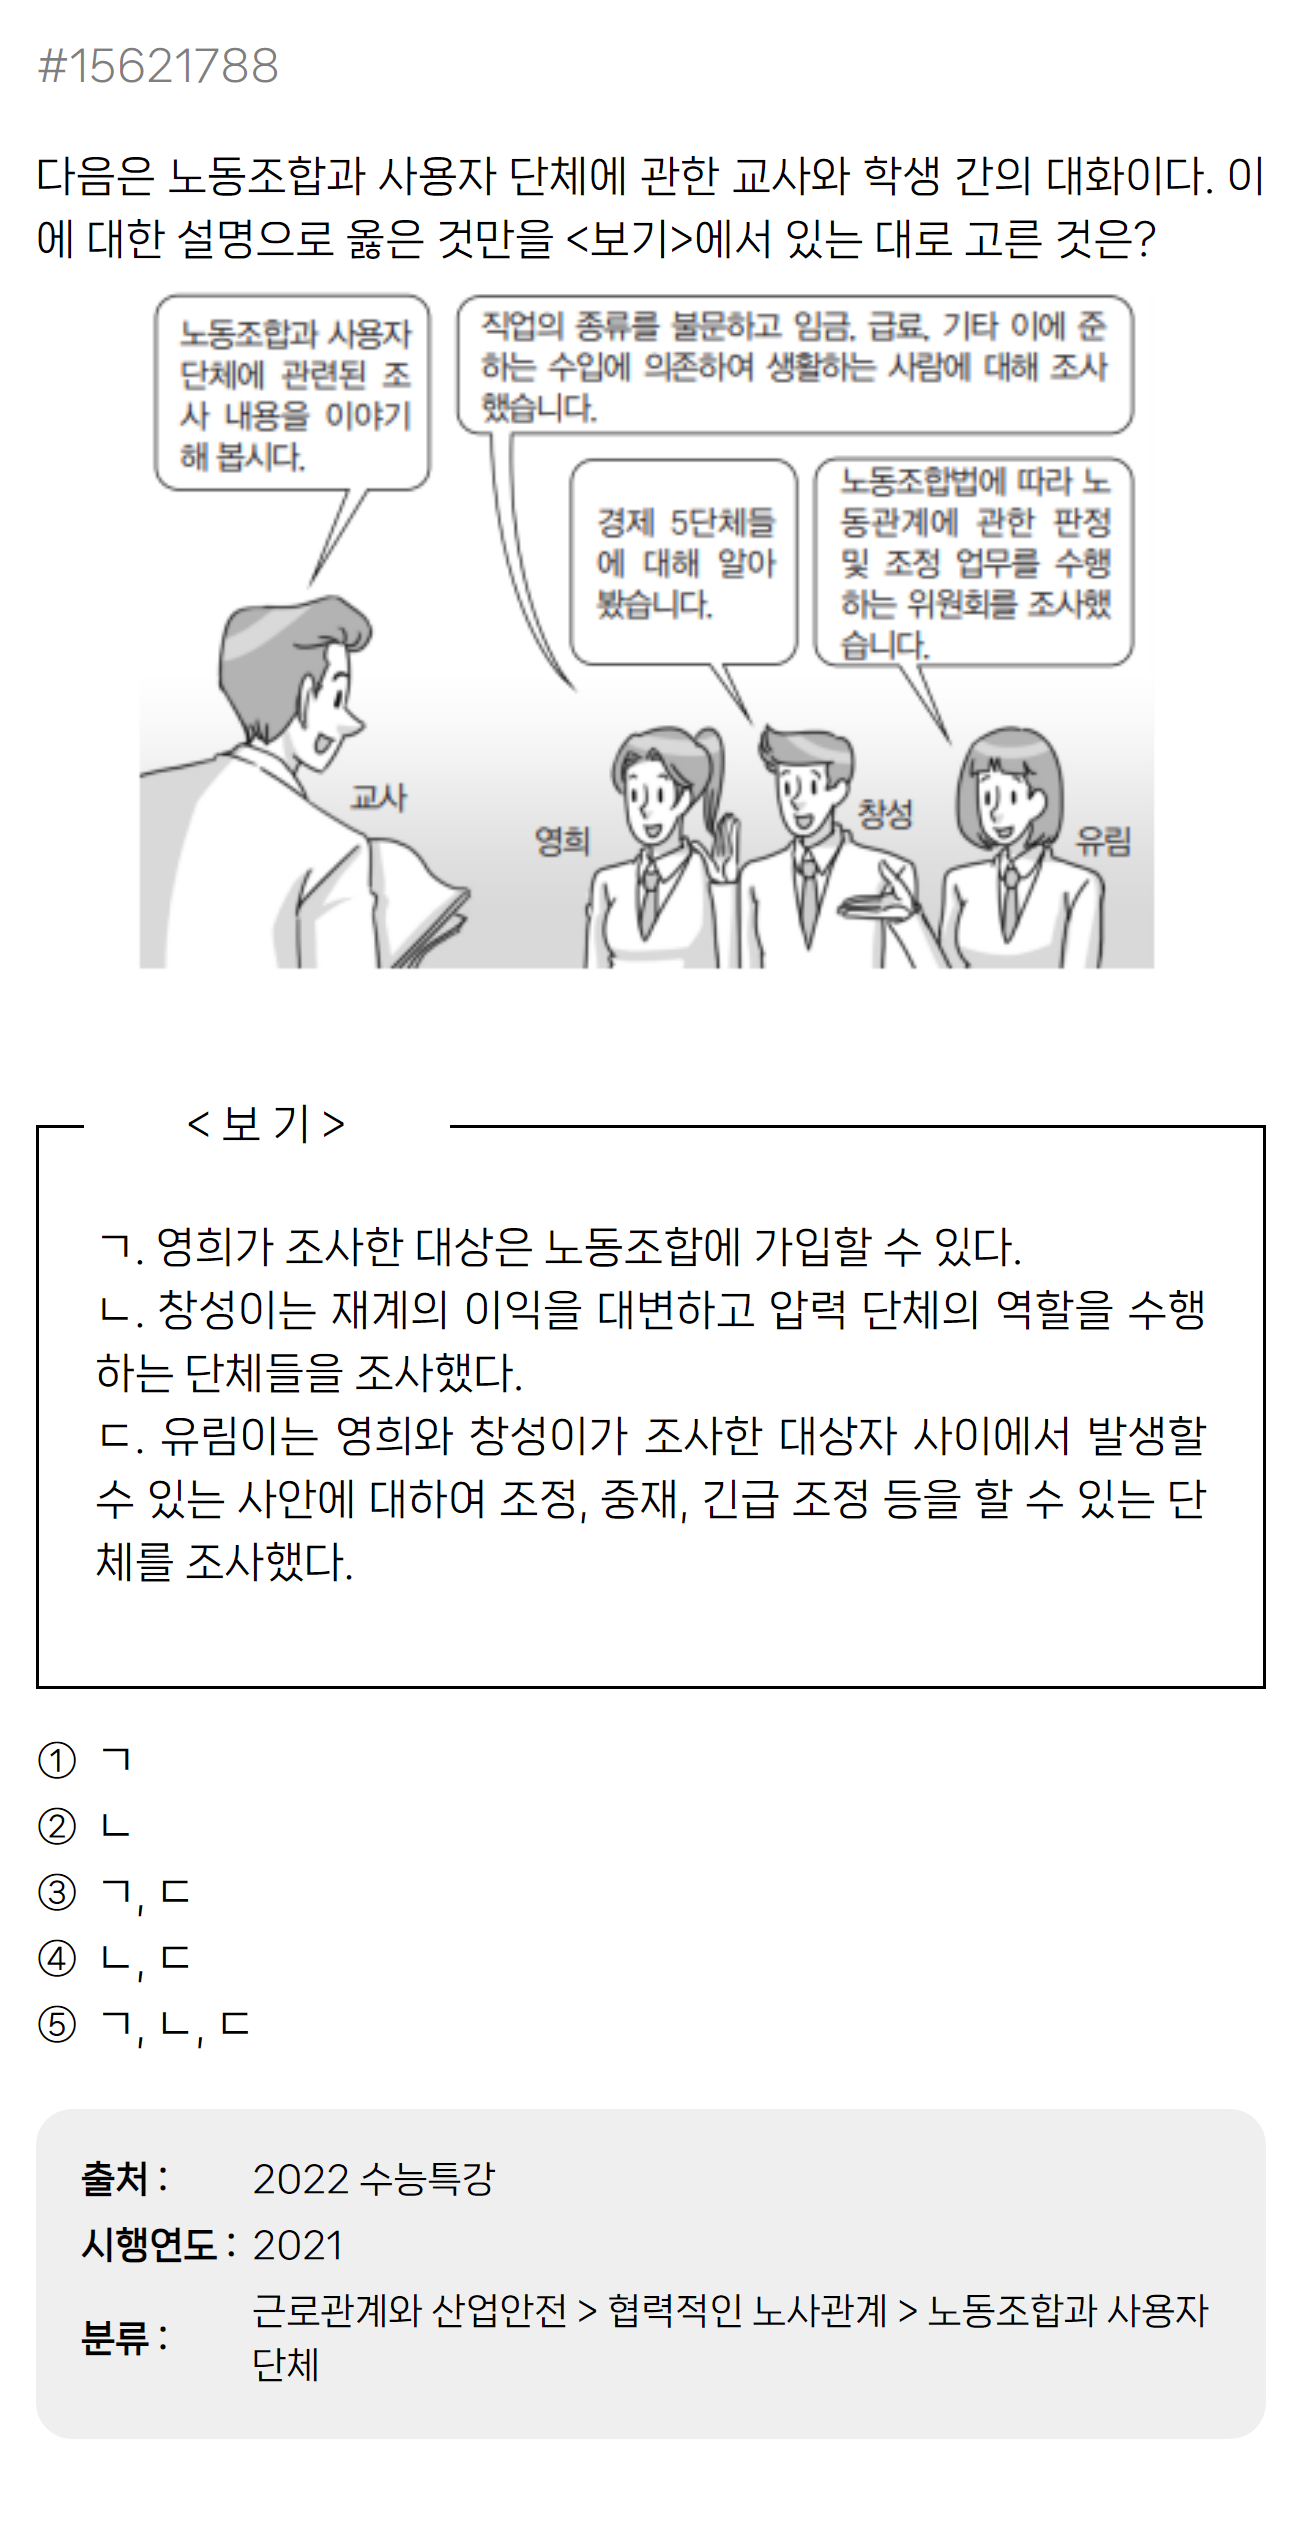 #15621788
다음은 노동조합과 사용자 단체에 관한 교사와 학생 간의 대화이다. 이
에 대한 설명으로 옳은 것만을 <보기>에서 있는 대로 고른 것은?
노동조합과 사용자
단체에 관련된 조
사 내용을 이야기
해 봅시다.
직업의 종류를 불문하고 임금, 급료, 기타 이에 준
하는 수입에 의존하여 생활하는 사람에 대해 조사
했습니다.
경제 5단체들
에 대해 알아
봤습니다.
노동조합법에 따라 노
동관계에 관한 판정
및 조정 업무를 수행
하는 위원회를 조사했
습니다.
교사
영희
창성
유림
< 보 기 >
ㄱ. 영희가 조사한 대상은 노동조합에 가입할 수 있다.
ㄴ. 창성이는 재계의 이익을 대변하고 압력 단체의 역할을 수행
하는 단체들을 조사했다.
ㄷ. 유림이는 영희와 창성이가 조사한 대상자 사이에서 발생할
수 있는 사안에 대하여 조정, 중재, 긴급 조정 등을 할 수 있는 단
체를 조사했다.
① ㄱ
② ㄴ
③ ㄱ, ㄷ
④ ㄴ, ㄷ
⑤ ㄱ, ㄴ, ㄷ
출처 : 2022 수능특강
시행연도 : 2021
분류 : 근로관계와 산업안전 > 협력적인 노사관계 > 노동조합과 사용자
단체